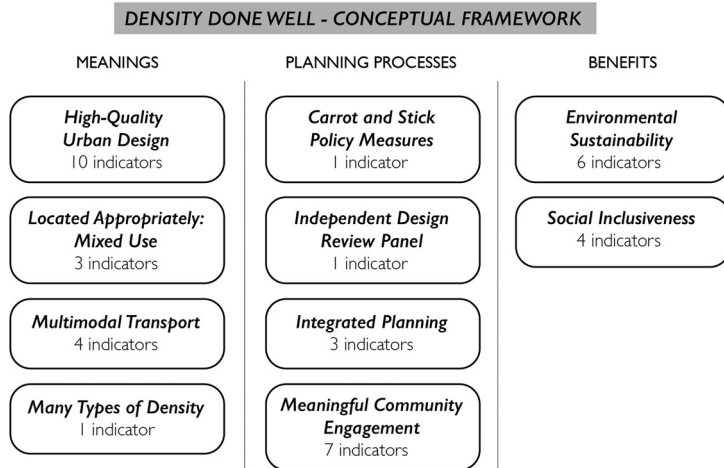 DENSITY DONE WELL - CONCEPTUAL FRAMEWORK
MEANINGS
High-Quality
Urban Design
10 indicators
Located Appropriately:
Mixed Use
3 indicators
Multimodal Transport
4 indicators
Many Types of Density
1 indicator
PLANNING PROCESSES
Carrot and Stick
Policy Measures
1 indicator
Independent Design
Review Panel
1 indicator
Integrated Planning
3 indicators
Meaningful Community
Engagement
7 indicators
BENEFITS
Environmental
Sustainability
6 indicators
Social Inclusiveness
4 indicators